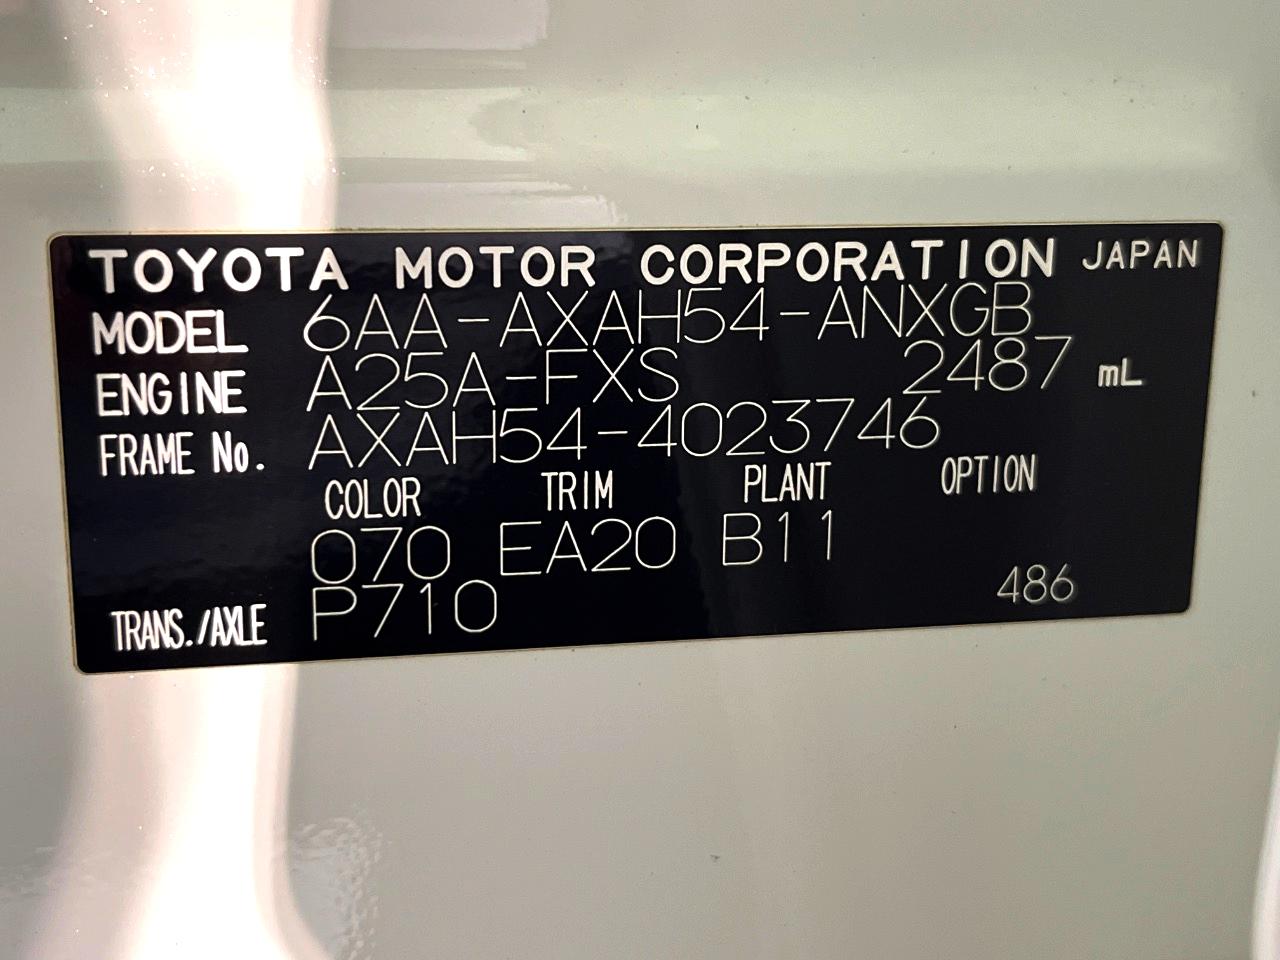 TOYOTA MOTOR CORPORATION JAPAN
MODEL 6AA-AXAH54-ANXGB
ENGINE A25A-FXS 2487 mL
FRAME No. AXAH54-4023746
COLOR TRIM PLANT OPTION
070 EA20 B11
TRANS./AXLE P710 486